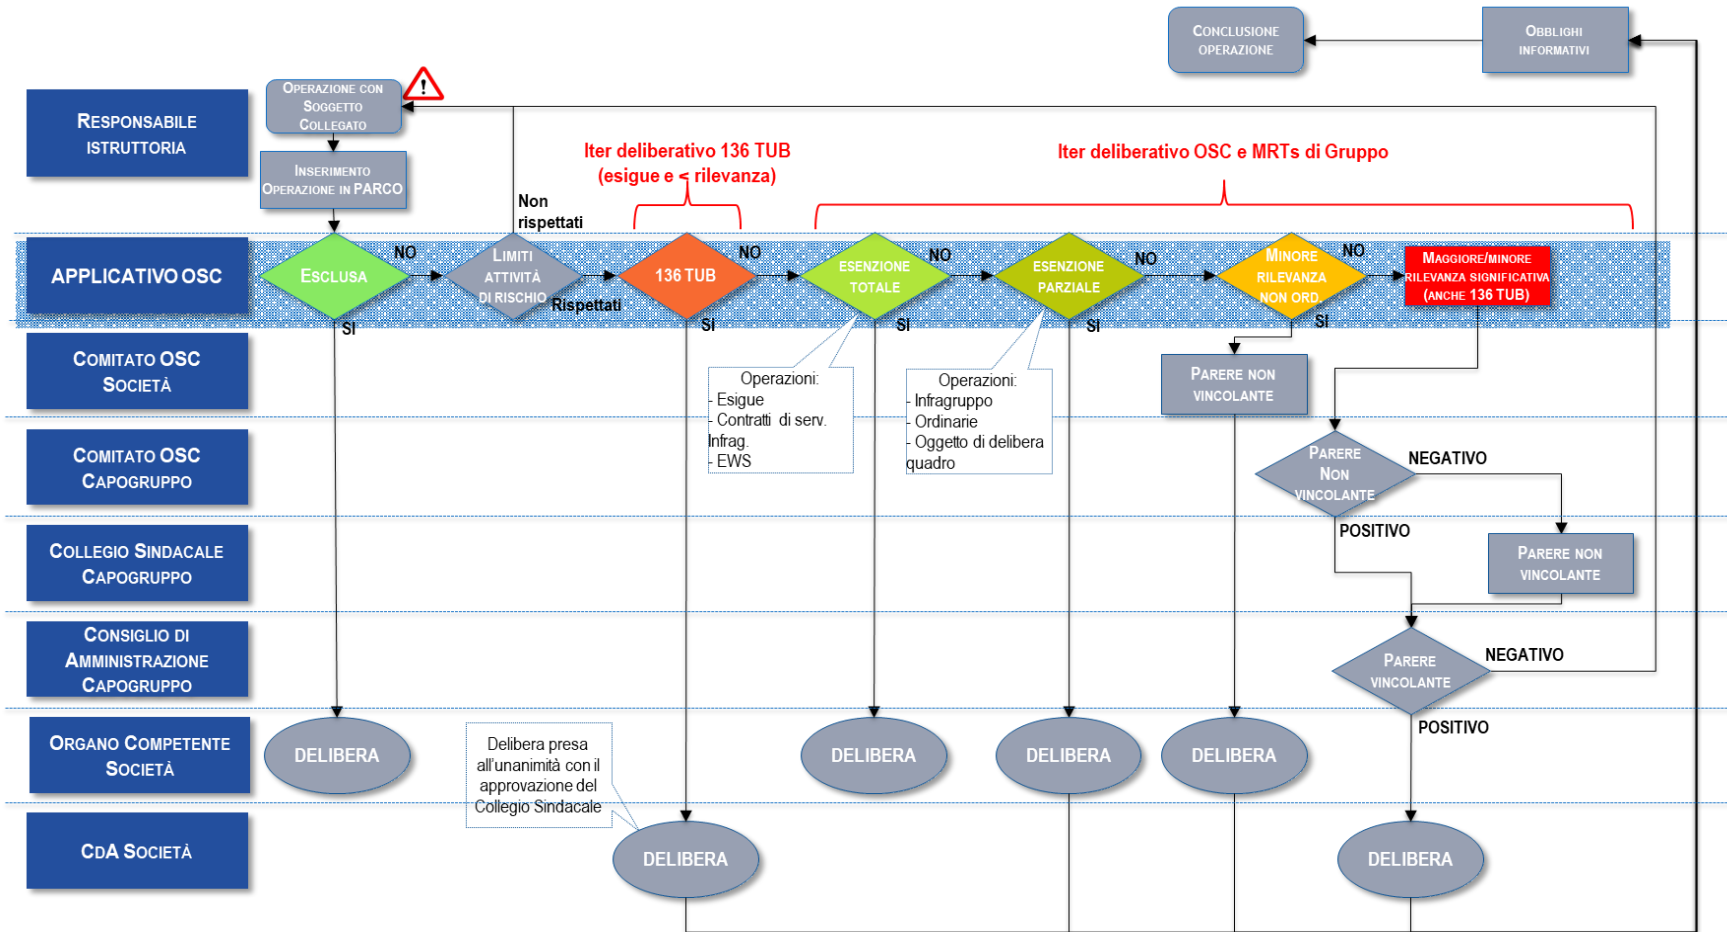 CONCLUSIONE
OPERAZIONE
OBBLIGHI
INFORMATIVI
RESPONSABILE
ISTRUTTORIA
OPERAZIONE CON
SOGGETTO
COLLEGATO
!
INSERIMENTO
OPERAZIONE IN PARCO
Non
rispettati
Iter deliberativo 136 TUB
(esigue e < rilevanza)
Iter deliberativo OSC e MRTs di Gruppo
APPLICATIVO OSC
ESCLUSA
NO
SI
LIMITI
ATTIVITÀ
DI RISCHIO
Rispettati
136 TUB
NO
SI
ESENZIONE
TOTALE
NO
SI
ESENZIONE
PARZIALE
NO
SI
MINORE
RILEVANZA
NON ORD.
NO
SI
MAGGIORE/MINORE
RILEVANZA SIGNIFICATIVA
(ANCHE 136 TUB)
COMITATO OSC
SOCIETÀ
Operazioni:
- Esigue
- Contratti di serv.
Infrag.
- EWS
Operazioni:
- Infragruppo
- Ordinarie
- Oggetto di delibera
quadro
PARERE NON
VINCOLANTE
COMITATO OSC
CAPOGRUPPO
PARERE
NON
VINCOLANTE
NEGATIVO
POSITIVO
COLLEGIO SINDACALE
CAPOGRUPPO
PARERE NON
VINCOLANTE
CONSIGLIO DI
AMMINISTRAZIONE
CAPOGRUPPO
PARERE
VINCOLANTE
NEGATIVO
POSITIVO
ORGANO COMPETENTE
SOCIETÀ
DELIBERA
Delibera presa
all'unanimità con il
approvazione del
Collegio Sindacale
DELIBERA
DELIBERA
DELIBERA
CDA SOCIETÀ
DELIBERA
DELIBERA